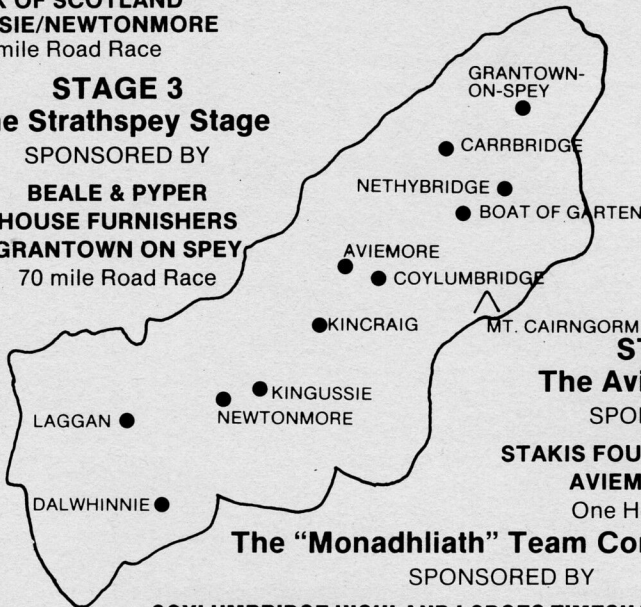 OF SCOTLAND
SIE/NEWTONMORE
mile Road Race
STAGE 3
Strathspey Stage
SPONSORED BY
BEALE & PYPER
HOUSE FURNISHERS
GRANTOWN ON SPEY
70 mile Road Race
GRANTOWN-
ON-SPEY
CARRBRIDGE
NETHYBRIDGE
BOAT OF GARTEN
AVIEMORE
COYLUMBRIDGE
KINCRAIG
MT. CAIRNGORM
KINGUSSIE
NEWTONMORE
LAGGAN
DALWHINNIE
The Avi
SPO
STAKIS FOU
AVIEM
One H
The "Monadhliath" Team Co
SPONSORED BY